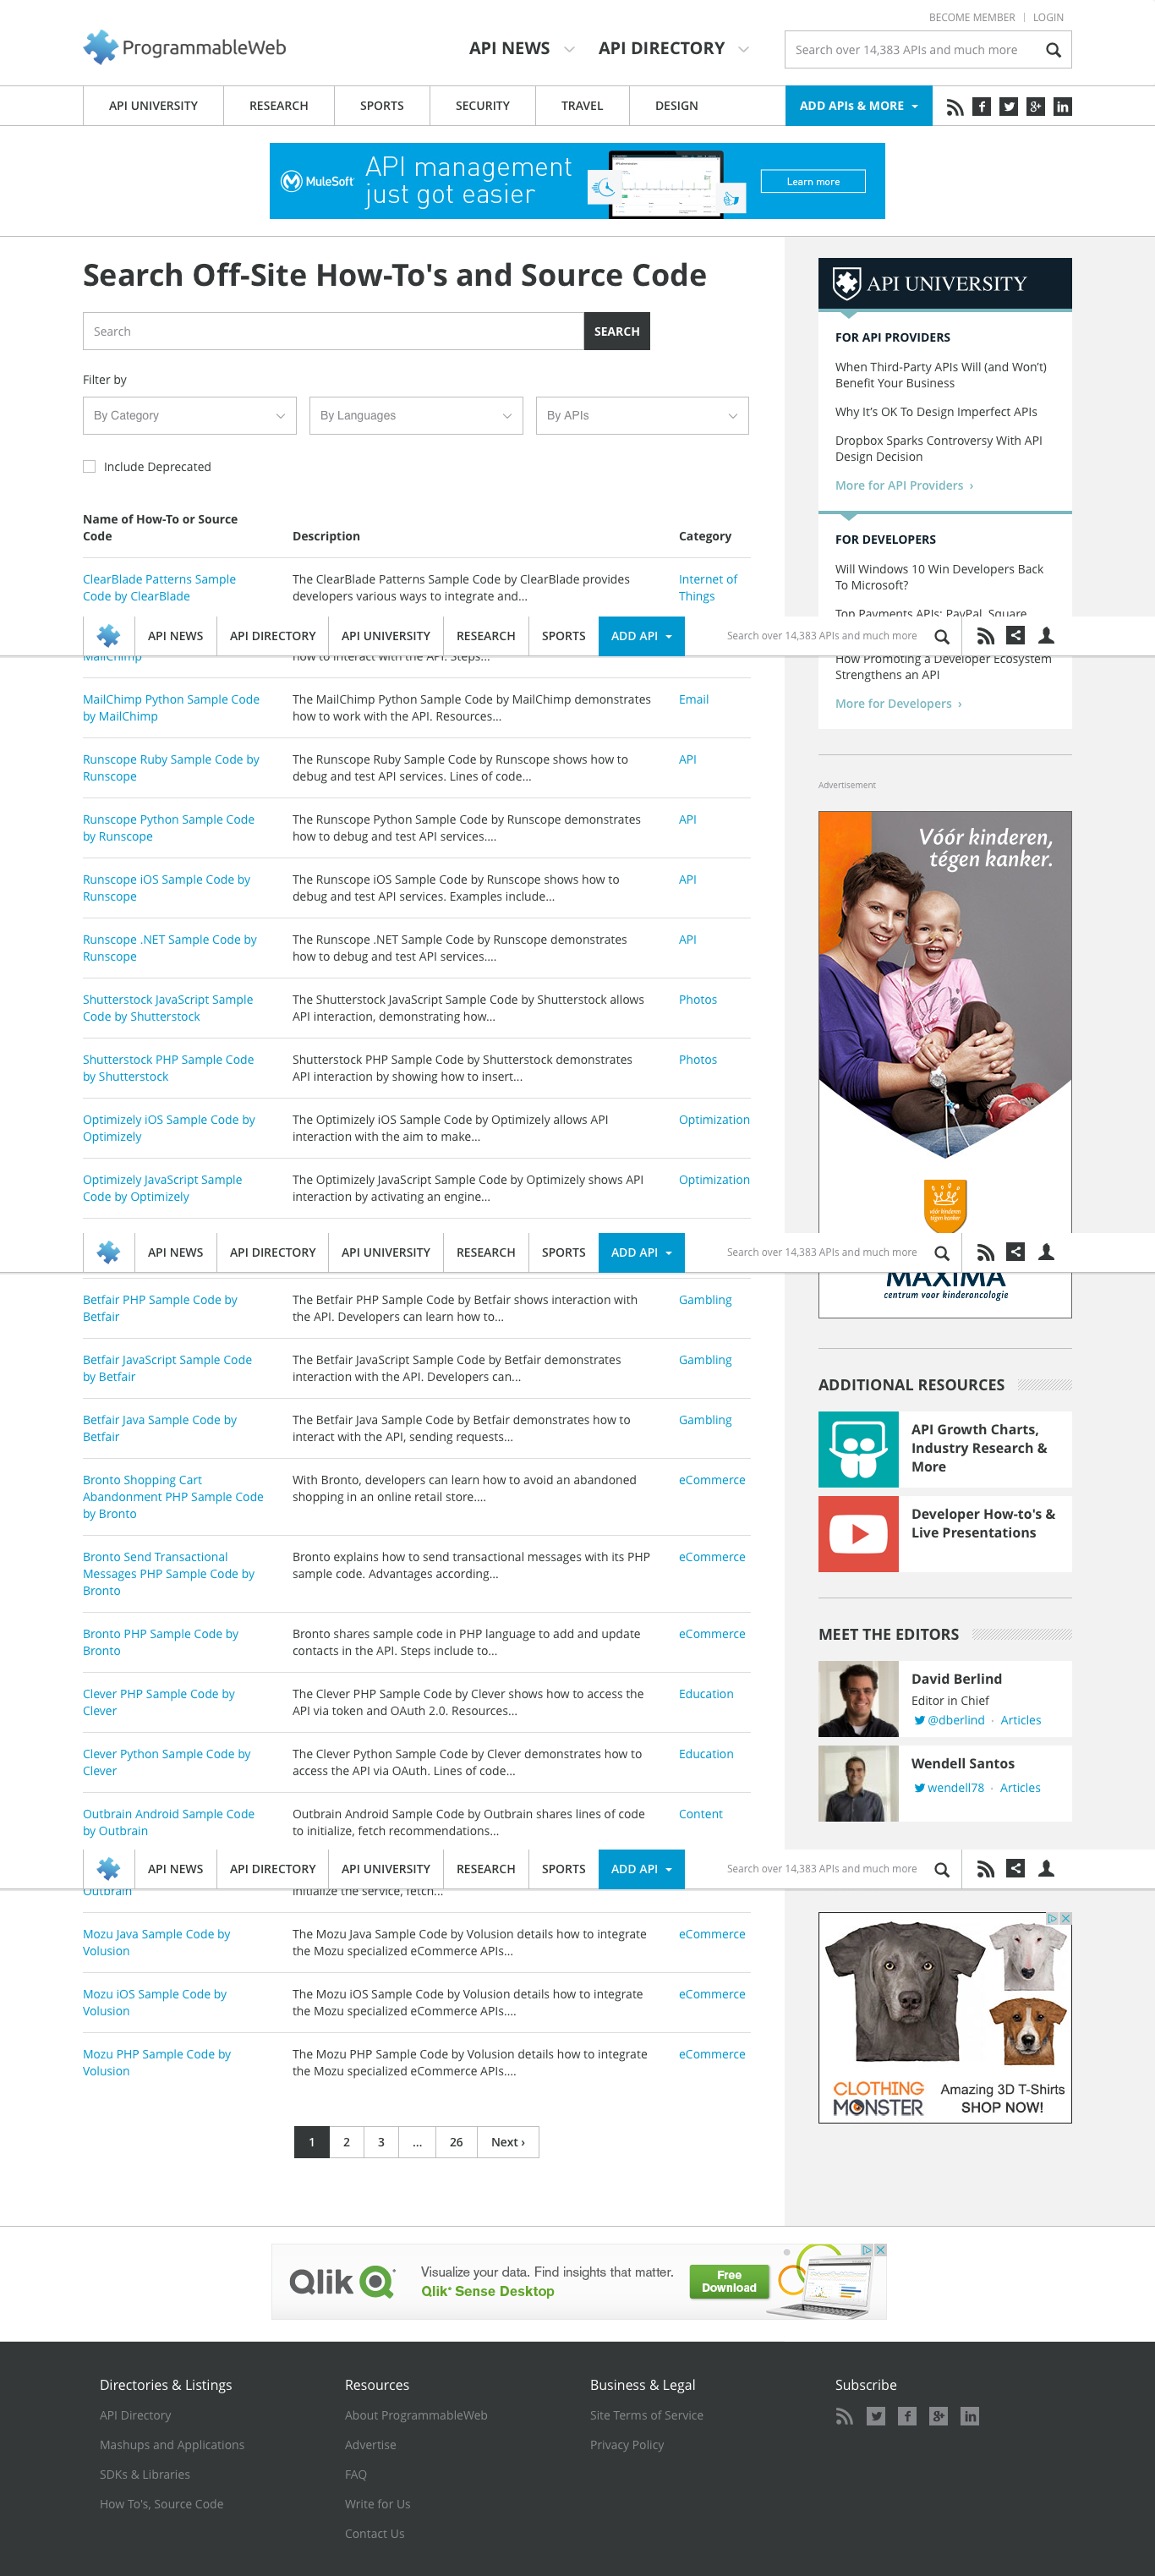 BECOME MEMBER | LOGIN
ProgrammableWeb
API NEWS
API DIRECTORY
Search over 14,383 APIs and much more
API UNIVERSITY
RESEARCH
SPORTS
SECURITY
TRAVEL
DESIGN
ADD APIs & MORE
MuleSoft
API management
just got easier
Learn more
Search Off-Site How-To's and Source Code
Search
SEARCH
Filter by
By Category
By Languages
By APIs
Include Deprecated
Name of How-To or Source
Code
Description
Category
ClearBlade Patterns Sample
Code by ClearBlade
The ClearBlade Patterns Sample Code by ClearBlade provides
developers various ways to integrate and...
Internet of
Things
API NEWS
API DIRECTORY
API UNIVERSITY
RESEARCH
SPORTS
ADD API
Search over 14,383 APIs and much more
MailChimp
how to interact with the API. Steps...
MailChimp Python Sample Code
by MailChimp
The MailChimp Python Sample Code by MailChimp demonstrates
how to work with the API. Resources...
Email
Runscope Ruby Sample Code by
Runscope
The Runscope Ruby Sample Code by Runscope shows how to
debug and test API services. Lines of code...
API
Runscope Python Sample Code
by Runscope
The Runscope Python Sample Code by Runscope demonstrates
how to debug and test API services....
API
Runscope iOS Sample Code by
Runscope
The Runscope iOS Sample Code by Runscope shows how to
debug and test API services. Examples include...
API
Runscope .NET Sample Code by
Runscope
The Runscope .NET Sample Code by Runscope demonstrates
how to debug and test API services....
API
Shutterstock JavaScript Sample
Code by Shutterstock
The Shutterstock JavaScript Sample Code by Shutterstock allows
API interaction, demonstrating how...
Photos
Shutterstock PHP Sample Code
by Shutterstock
Shutterstock PHP Sample Code by Shutterstock demonstrates
API interaction by showing how to insert...
Photos
Optimizely iOS Sample Code by
Optimizely
The Optimizely iOS Sample Code by Optimizely allows API
interaction with the aim to make...
Optimization
Optimizely JavaScript Sample
Code by Optimizely
The Optimizely JavaScript Sample Code by Optimizely shows API
interaction by activating an engine...
Optimization
API NEWS
API DIRECTORY
API UNIVERSITY
RESEARCH
SPORTS
ADD API
Search over 14,383 APIs and much more
Betfair PHP Sample Code by
Betfair
The Betfair PHP Sample Code by Betfair shows interaction with
the API. Developers can learn how to...
Gambling
Betfair JavaScript Sample Code
by Betfair
The Betfair JavaScript Sample Code by Betfair demonstrates
interaction with the API. Developers can...
Gambling
Betfair Java Sample Code by
Betfair
The Betfair Java Sample Code by Betfair demonstrates how to
interact with the API, sending requests...
Gambling
Bronto Shopping Cart
Abandonment PHP Sample Code
by Bronto
With Bronto, developers can learn how to avoid an abandoned
shopping in an online retail store....
eCommerce
Bronto Send Transactional
Messages PHP Sample Code by
Bronto
Bronto explains how to send transactional messages with its PHP
sample code. Advantages according...
eCommerce
Bronto PHP Sample Code by
Bronto
Bronto shares sample code in PHP language to add and update
contacts in the API. Steps include to...
eCommerce
Clever PHP Sample Code by
Clever
The Clever PHP Sample Code by Clever shows how to access the
API via token and OAuth 2.0. Resources...
Education
Clever Python Sample Code by
Clever
The Clever Python Sample Code by Clever demonstrates how to
access the API via OAuth. Lines of code...
Education
Outbrain Android Sample Code
by Outbrain
Outbrain Android Sample Code by Outbrain shares lines of code
to initialize, fetch recommendations...
Content
API NEWS
API DIRECTORY
API UNIVERSITY
RESEARCH
SPORTS
ADD API
Search over 14,383 APIs and much more
Outbrain
initialize the service, fetch...
Mozu Java Sample Code by
Volusion
The Mozu Java Sample Code by Volusion details how to integrate
the Mozu specialized eCommerce APIs...
eCommerce
Mozu iOS Sample Code by
Volusion
The Mozu iOS Sample Code by Volusion details how to integrate
the Mozu specialized eCommerce APIs....
eCommerce
Mozu PHP Sample Code by
Volusion
The Mozu PHP Sample Code by Volusion details how to integrate
the Mozu specialized eCommerce APIs....
eCommerce
1
2
3
...
26
Next ›
API UNIVERSITY
FOR API PROVIDERS
When Third-Party APIs Will (and Won't)
Benefit Your Business
Why It's OK To Design Imperfect APIs
Dropbox Sparks Controversy With API
Design Decision
More for API Providers ›
FOR DEVELOPERS
Will Windows 10 Win Developers Back
To Microsoft?
Top Payments APIs: PayPal, Square
How Promoting a Developer Ecosystem
Strengthens an API
More for Developers ›
Advertisement
Vóór kinderen,
tégen kanker.
vóór kinderen
tégen kanker
MAXIMA
centrum voor kinderoncologie
ADDITIONAL RESOURCES
API Growth Charts,
Industry Research &
More
Developer How-to's &
Live Presentations
MEET THE EDITORS
David Berlind
Editor in Chief
@dberlind · Articles
Wendell Santos
wendell78 · Articles
CLOTHING
MONSTER
Amazing 3D T-Shirts
SHOP NOW!
Qlik
Visualize your data. Find insights that matter.
Qlik Sense Desktop
Free
Download
Directories & Listings
API Directory
Mashups and Applications
SDKs & Libraries
How To's, Source Code
Resources
About ProgrammableWeb
Advertise
FAQ
Write for Us
Contact Us
Business & Legal
Site Terms of Service
Privacy Policy
Subscribe